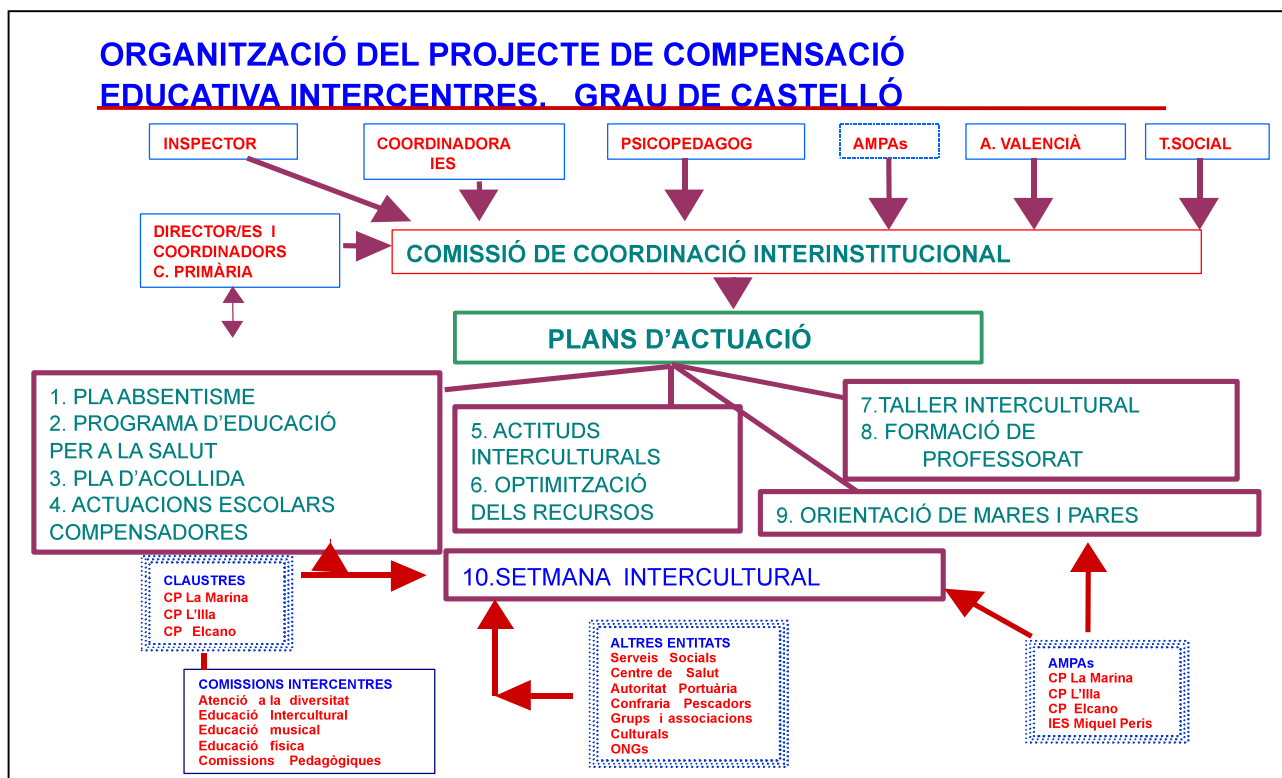 ORGANITZACIÓ DEL PROJECTE DE COMPENSACIÓ
EDUCATIVA INTERCENTRES. GRAU DE CASTELLÓ
INSPECTOR
COORDINADORA
IES
PSICOPEDAGOG
AMPAs
A. VALENCIÀ
T.SOCIAL
DIRECTOR/ES I
COORDINADORS
C. PRIMÀRIA
COMISSIÓ DE COORDINACIÓ INTERINSTITUCIONAL
PLANS D’ACTUACIÓ
1. PLA ABSENTISME
2. PROGRAMA D’EDUCACIÓ
PER A LA SALUT
3. PLA D’ACOLLIDA
4. ACTUACIONS ESCOLARS
COMPENSADORES
5. ACTITUDS
INTERCULTURALS
6. OPTIMITZACIÓ
DELS RECURSOS
7.TALLER INTERCULTURAL
8. FORMACIÓ DE
PROFESSORAT
9. ORIENTACIÓ DE MARES I PARES
10.SETMANA INTERCULTURAL
CLAUSTRES
CP La Marina
CP L’Illa
CP Elcano
COMISSIONS INTERCENTRES
Atenció a la diversitat
Educació Intercultural
Educació musical
Educació física
Comissions Pedagògiques
ALTRES ENTITATS
Serveis Socials
Centre de Salut
Autoritat Portuària
Confraria Pescadors
Grups i associacions
Culturals
ONGs
AMPAs
CP La Marina
CP L’Illa
CP Elcano
IES Miquel Peris